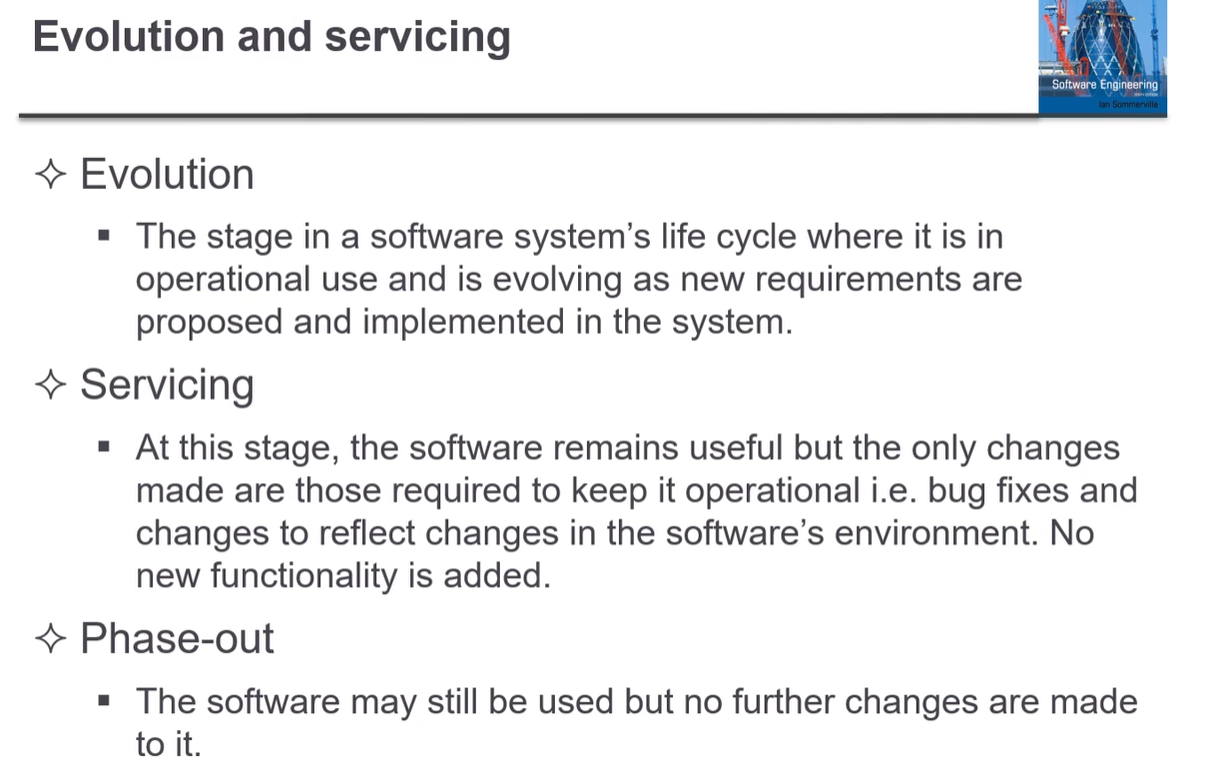 Evolution and servicing
Software Engineering
Ian Sommerville
✧ Evolution
▪ The stage in a software system’s life cycle where it is in
operational use and is evolving as new requirements are
proposed and implemented in the system.
✧ Servicing
▪ At this stage, the software remains useful but the only changes
made are those required to keep it operational i.e. bug fixes and
changes to reflect changes in the software’s environment. No
new functionality is added.
✧ Phase-out
▪ The software may still be used but no further changes are made
to it.